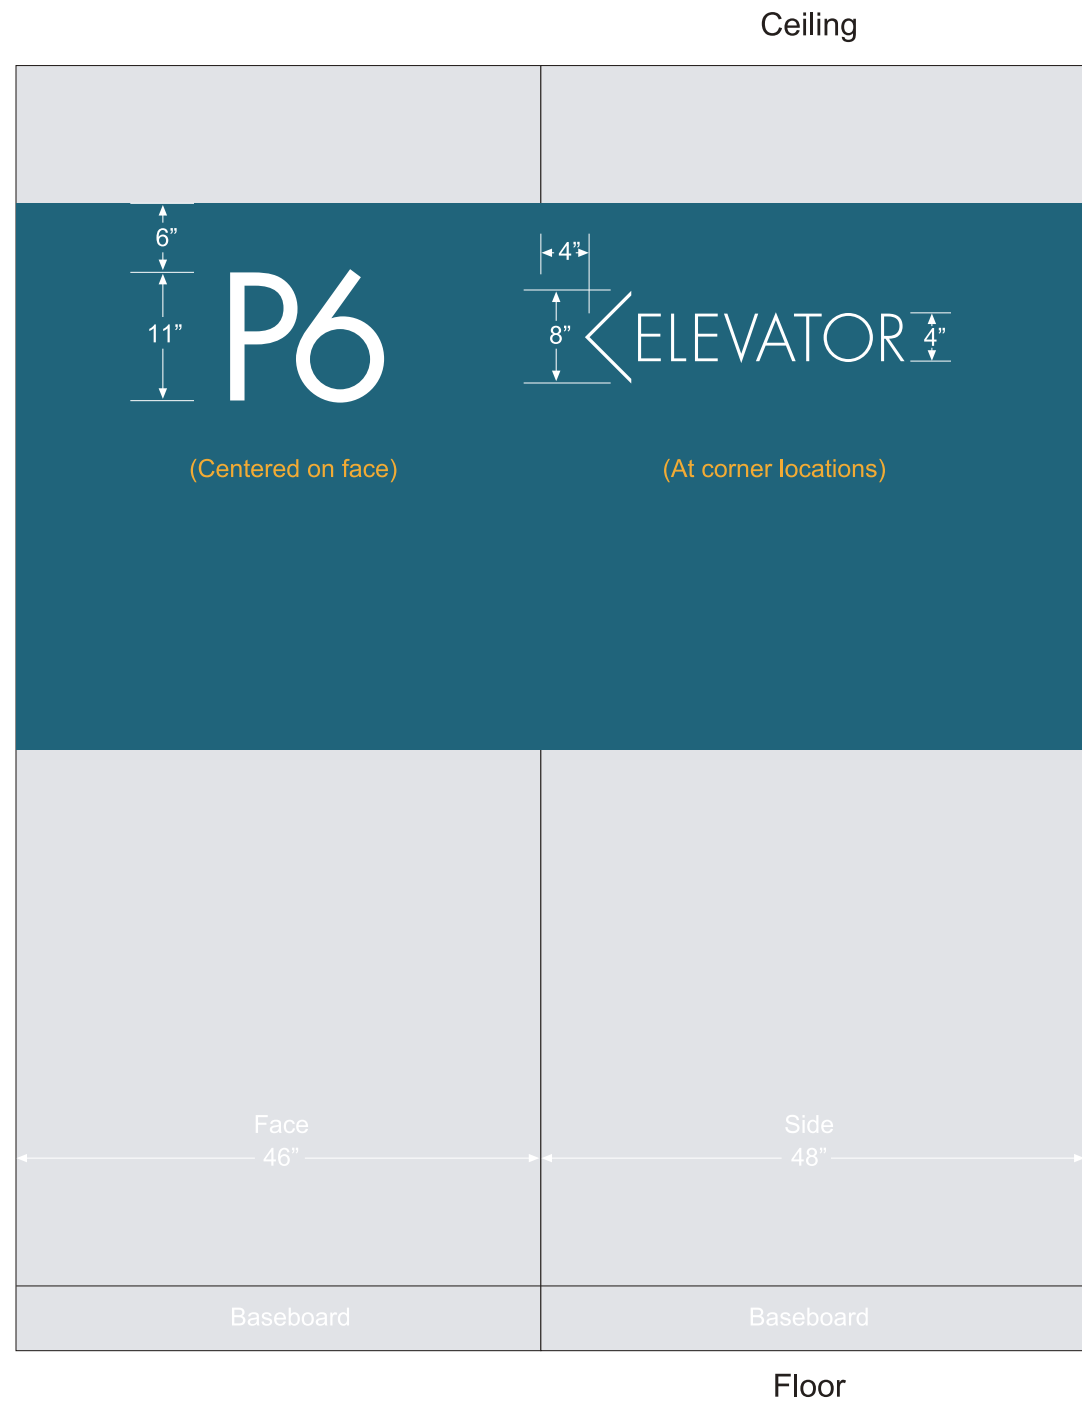 Ceiling
6”
11”
P6
4”
8”
ELEVATOR
4”
(Centered on face)
(At corner locations)
Face
46”
Side
48”
Baseboard
Baseboard
Floor